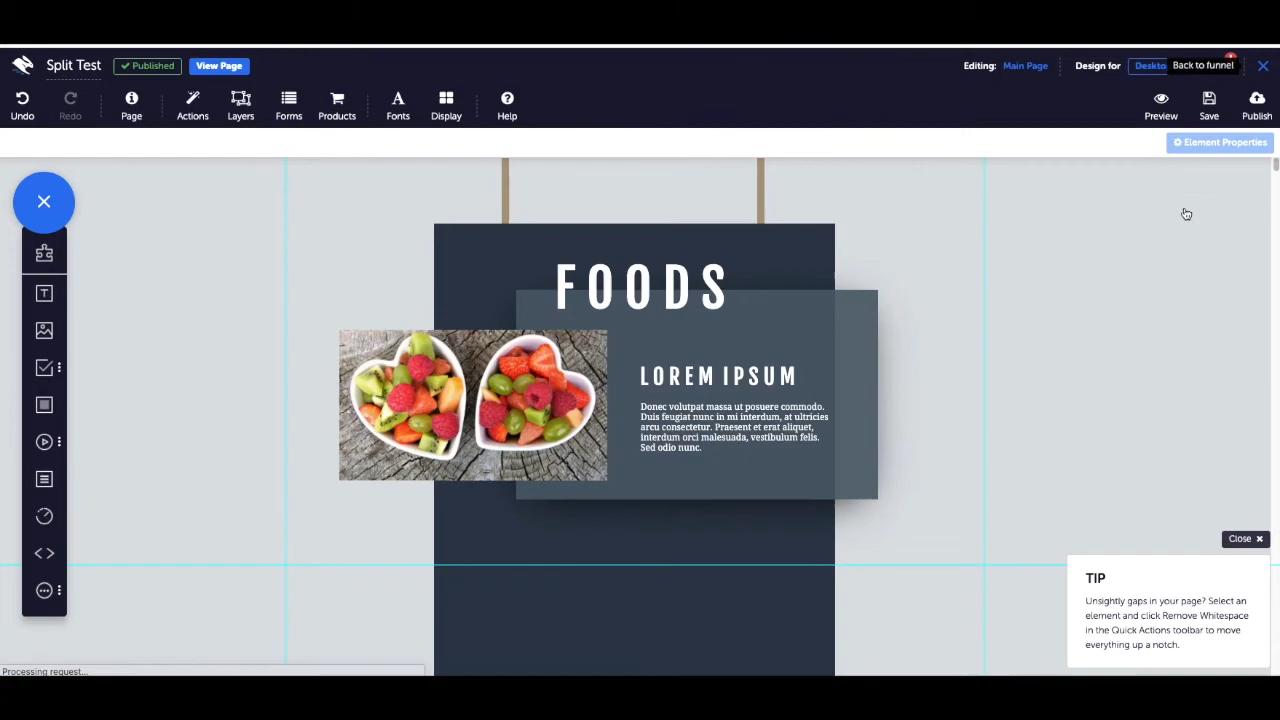 Split Test
Published
View Page
Editing: Main Page
Design for
Deskto
Back to funnel
Undo
Redo
Page
Actions
Layers
Forms
Products
Fonts
Display
Help
Preview
Save
Publish
Element Properties
FOODS
LOREM IPSUM
Donec volutpat massa ut posuere commodo.
Duis feugiat nunc in mi interdum, at ultricies
arcu consectetur. Praesent et erat aliquet,
interdum orci malesuada, vestibulum felis.
Sed odio nunc.
Close
TIP
Unsightly gaps in your page? Select an
element and click Remove Whitespace
in the Quick Actions toolbar to move
everything up a notch.
Processing request...